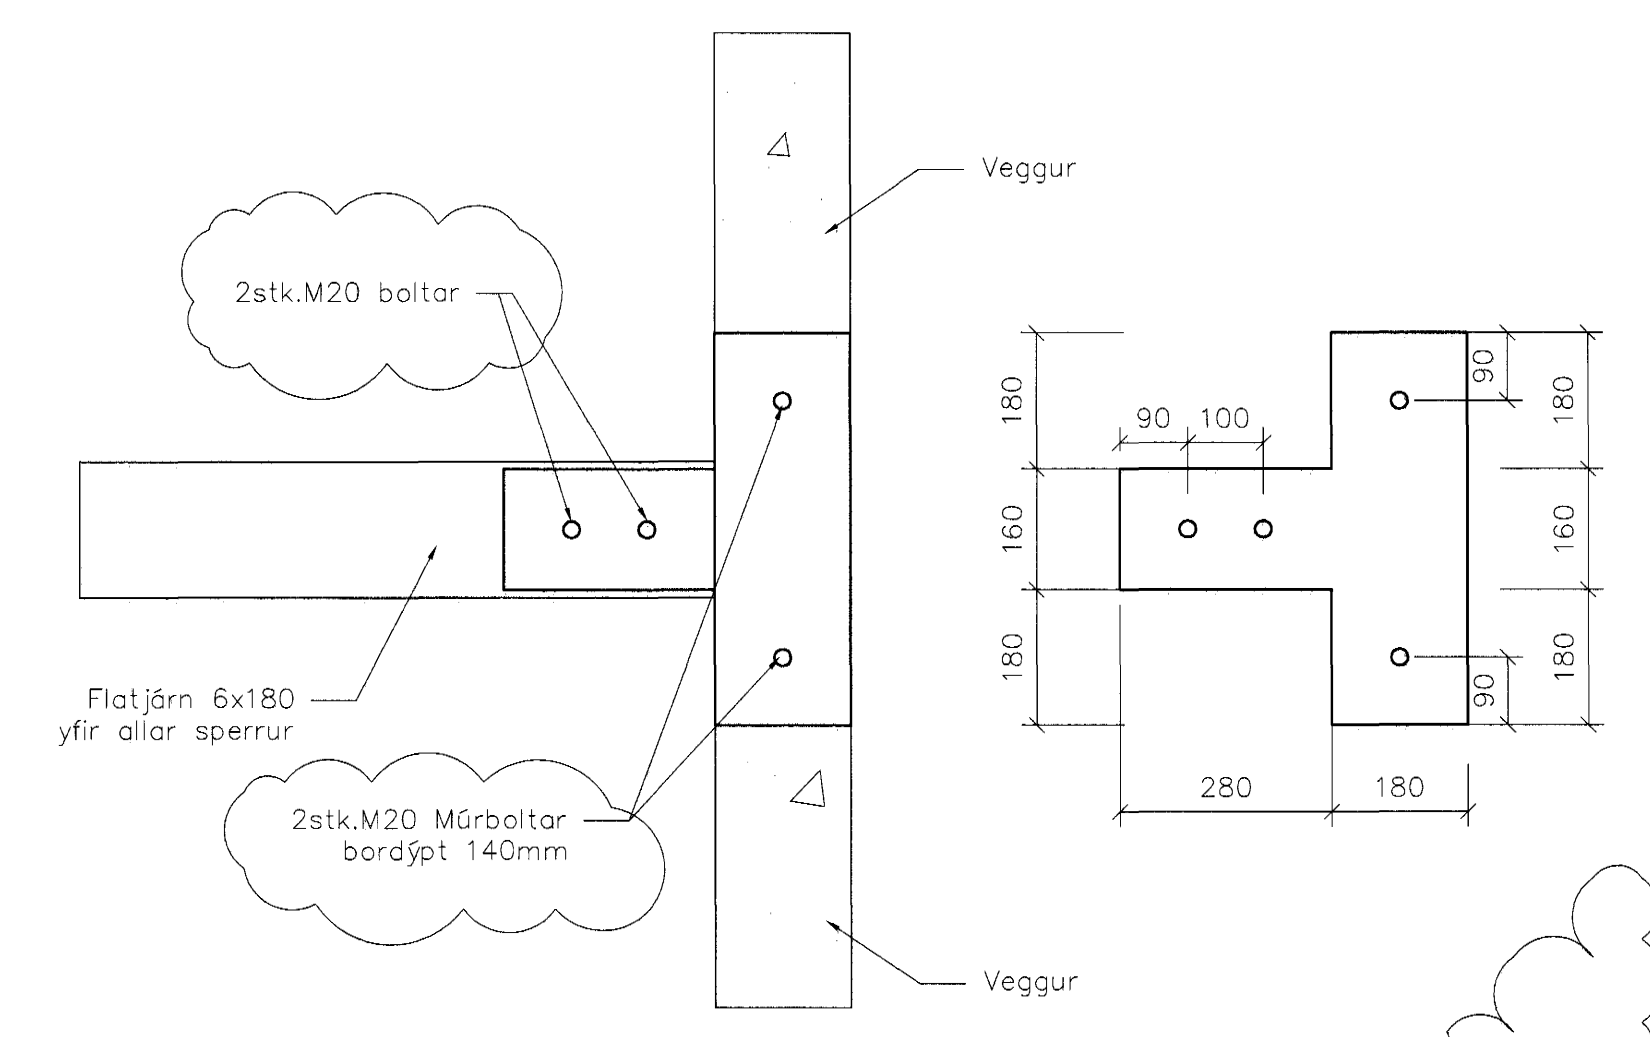 Veggur
2stk.M20 boltar
Flatjárn 6x180
yfir allar sperrur
2stk.M20 Múrboltar
bordýpt 140mm
Veggur
180
160
180
90
100
90
180
160
180
90
280
180